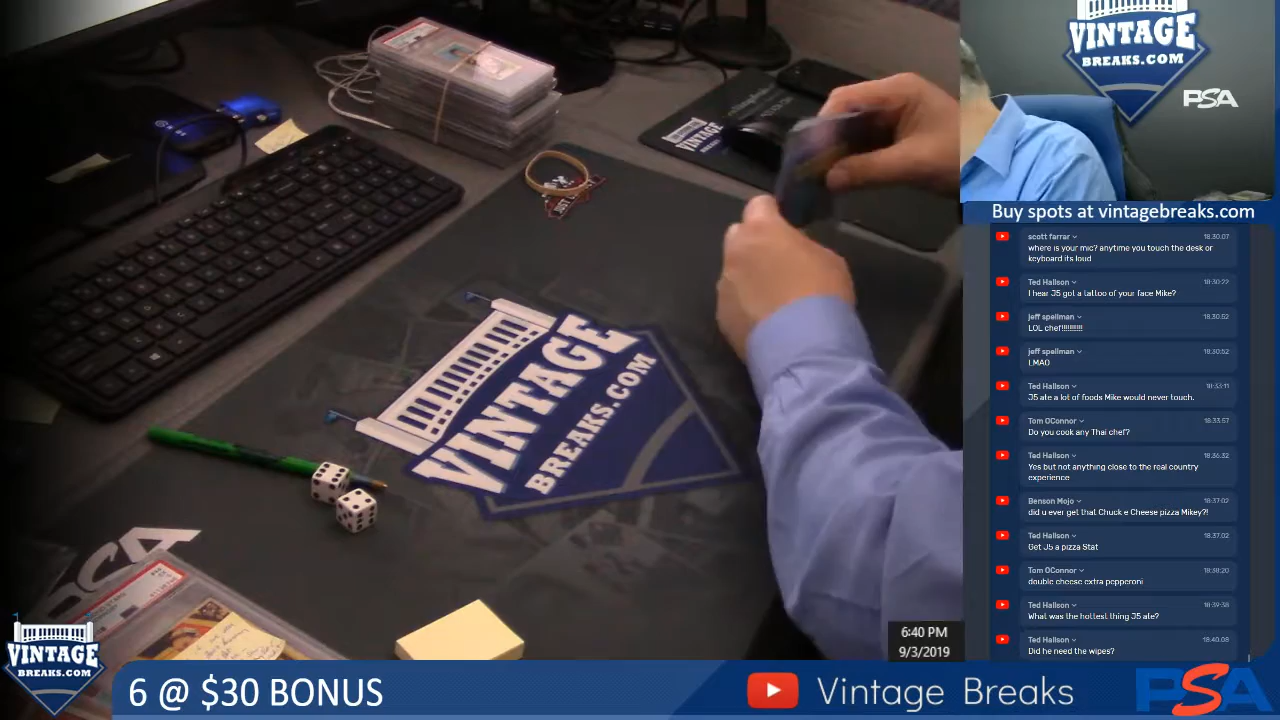 VINTAGE
BREAKS.COM
PSA
Buy spots at vintagebreaks.com
scott farrar 18.30.07
where is your mic? anytime you touch the desk or
keyboard its loud
Ted Hallson 18:30:22
I hear J5 got a tattoo of your face Mike?
jeff spellman 18:30:52
LOL chef!!!!!!!!!!!
jeff spellman 18:30:52
LMAO
Ted Hallson 18:33:11
J5 ate a lot of foods Mike would never touch.
Tom OConnor 18:33:57
Do you cook any Thai chef?
Ted Hallson 18:36:32
Yes but not anything close to the real country
experience
Benson Mojo 18:37:02
did u ever get that Chuck e Cheese pizza Mikey?!
Ted Hallson 18:37.02
Get J5 a pizza Stat
Tom OConnor 18:38:20
double cheese extra pepperoni
Ted Hallson 18:39:38
What was the hottest thing J5 ate?
Ted Hallson 18:40.08
Did he need the wipes?
VINTAGE
BREAKS.COM
VINTAGE
BREAKS.COM
6:40 PM
9/3/2019
VINTAGE
BREAKS.COM
6 @ $30 BONUS
Vintage Breaks
PSA